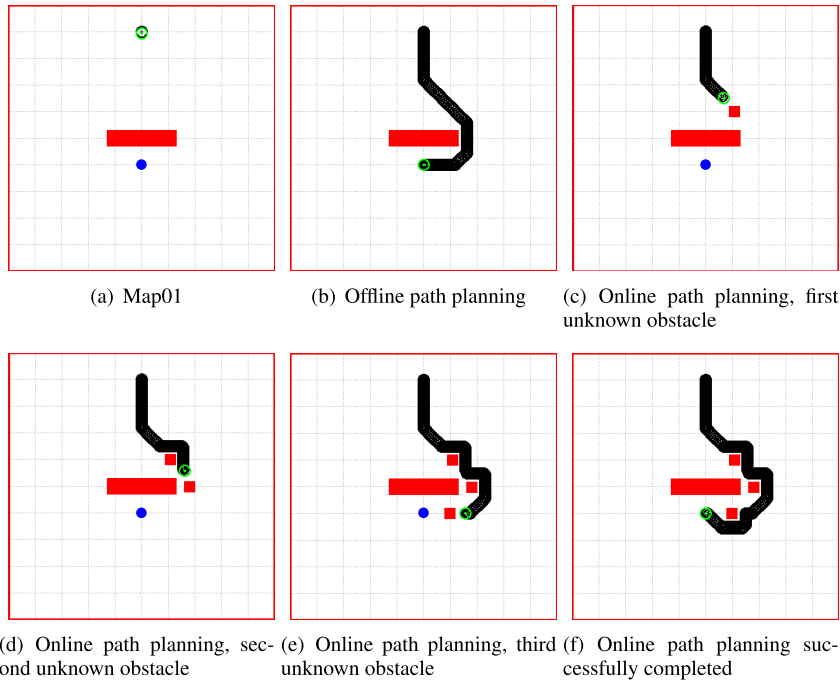 (a) Map01
(b) Offline path planning
(c) Online path planning, first
unknown obstacle
(d) Online path planning, sec-
ond unknown obstacle
(e) Online path planning, third
unknown obstacle
(f) Online path planning suc-
cessfully completed